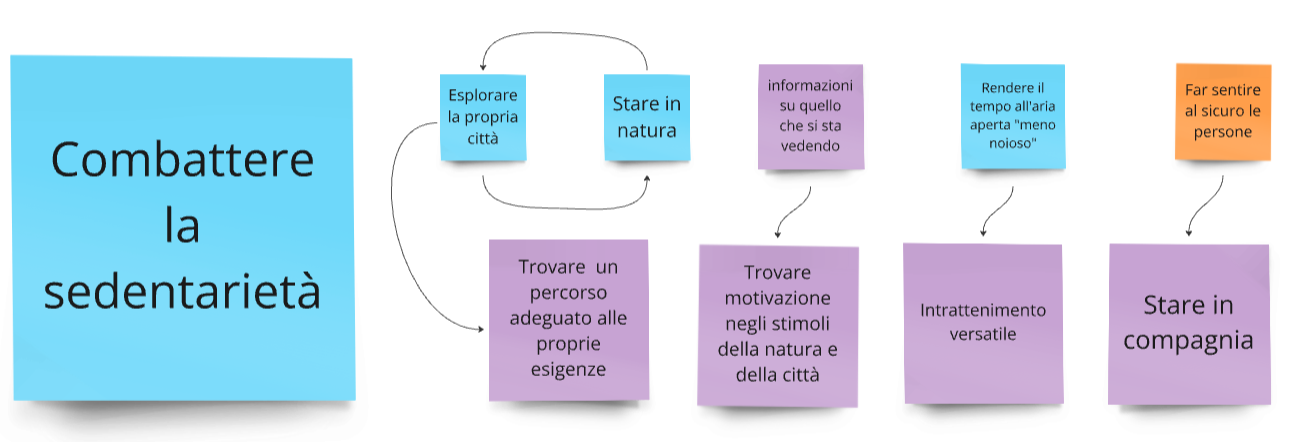 Combattere
la
sedentarietà
Esplorare
la propria
città
Stare in
natura
informazioni
su quello
che si sta
vedendo
Rendere il
tempo all'aria
aperta "meno
noioso"
Far sentire
al sicuro le
persone
Trovare un
percorso
adeguato alle
proprie
esigenze
Trovare
motivazione
negli stimoli
della natura e
della città
Intrattenimento
versatile
Stare in
compagnia